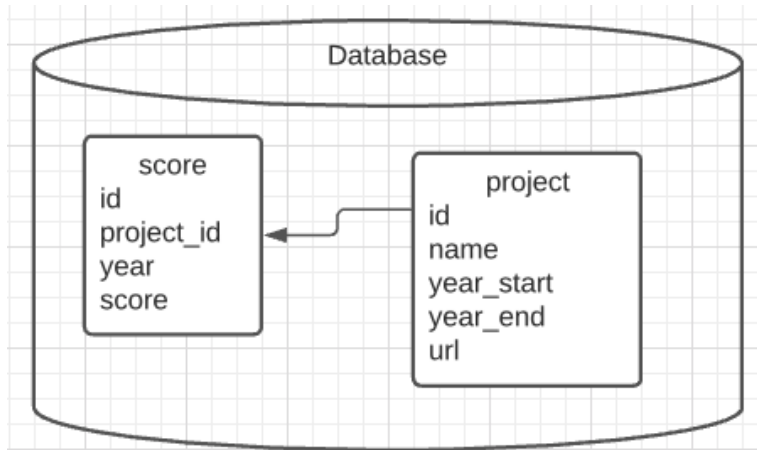 Database
score
id
project_id
year
score
project
id
name
year_start
year_end
url